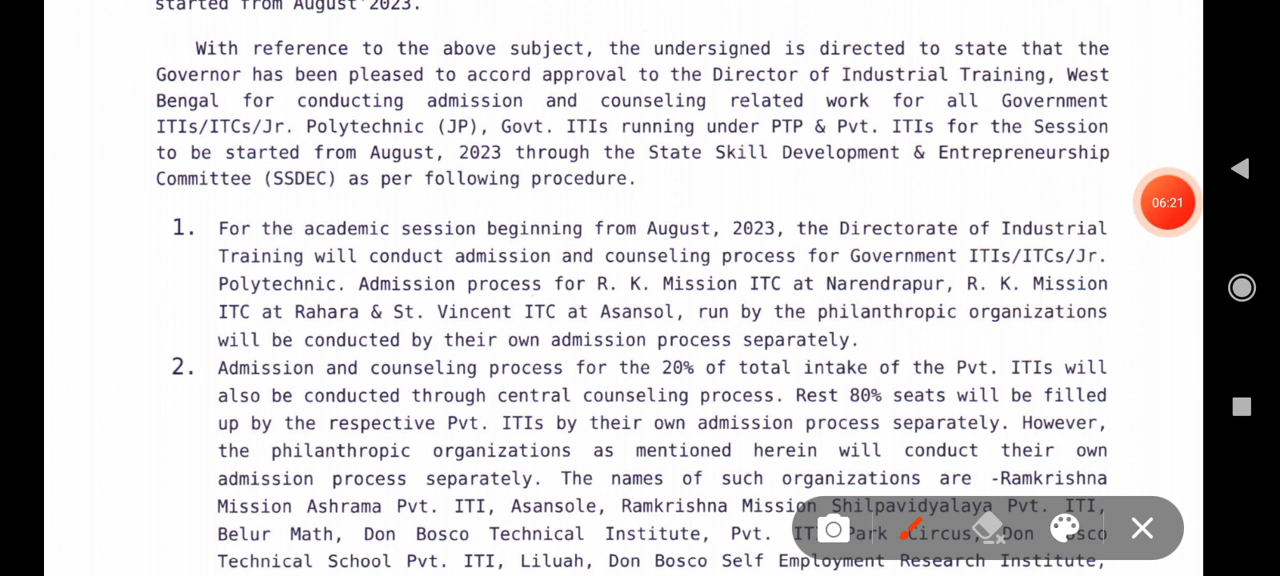 started from August 2023.
With reference to the above subject, the undersigned is directed to state that the
Governor has been pleased to accord approval to the Director of Industrial Training, West
Bengal for conducting admission and counseling related work for all Government
ITIs/ITCs/Jr. Polytechnic (JP), Govt. ITIs running under PTP & Pvt. ITIs for the Session
to be started from August, 2023 through the State Skill Development & Entrepreneurship
Committee (SSDEC) as per following procedure.
1. For the academic session beginning from August, 2023, the Directorate of Industrial
Training will conduct admission and counseling process for Government ITIs/ITCs/Jr.
Polytechnic. Admission process for R. K. Mission ITC at Narendrapur, R. K. Mission
ITC at Rahara & St. Vincent ITC at Asansol, run by the philanthropic organizations
will be conducted by their own admission process separately.
2. Admission and counseling process for the 20% of total intake of the Pvt. ITIs will
also be conducted through central counseling process. Rest 80% seats will be filled
up by the respective Pvt. ITIs by their own admission process separately. However,
the philanthropic organizations as mentioned herein will conduct their own
admission process separately. The names of such organizations are -Ramkrishna
Mission Ashrama Pvt. ITI, Asansole, Ramkrishna Mission Shilpavidyalaya Pvt. ITI,
Belur Math, Don Bosco Technical Institute, Pvt. ITI Park Circus, Don Bosco
Technical School Pvt. ITI, Liluah, Don Bosco Self Employment Research Institute,
06:21